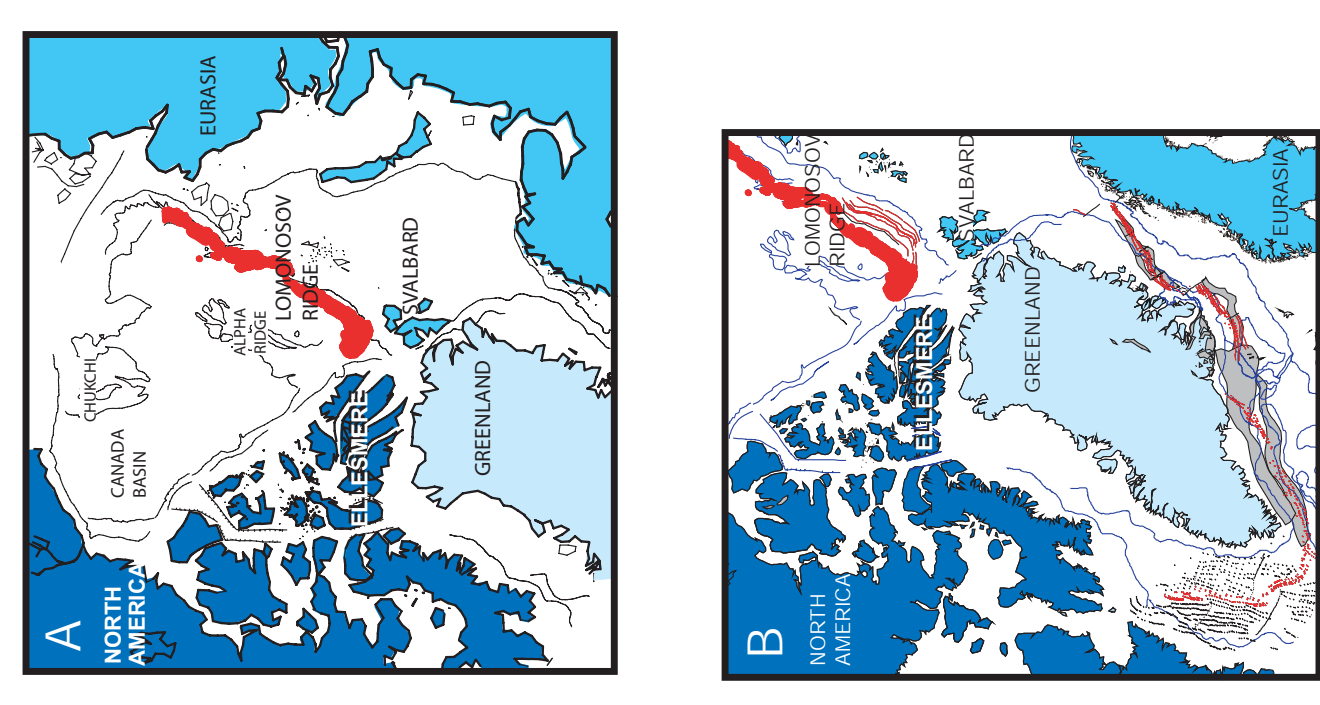 A
NORTH
AMERICA
CANADA
BASIN
CHUKCHI
EURASIA
ALPHA
RIDGE
LOMONOSOV
RIDGE
SVALBARD
ELLESMERE
GREENLAND
B
NORTH
AMERICA
LOMONOSOV
RIDGE
SVALBARD
ELLESMERE
GREENLAND
EURASIA